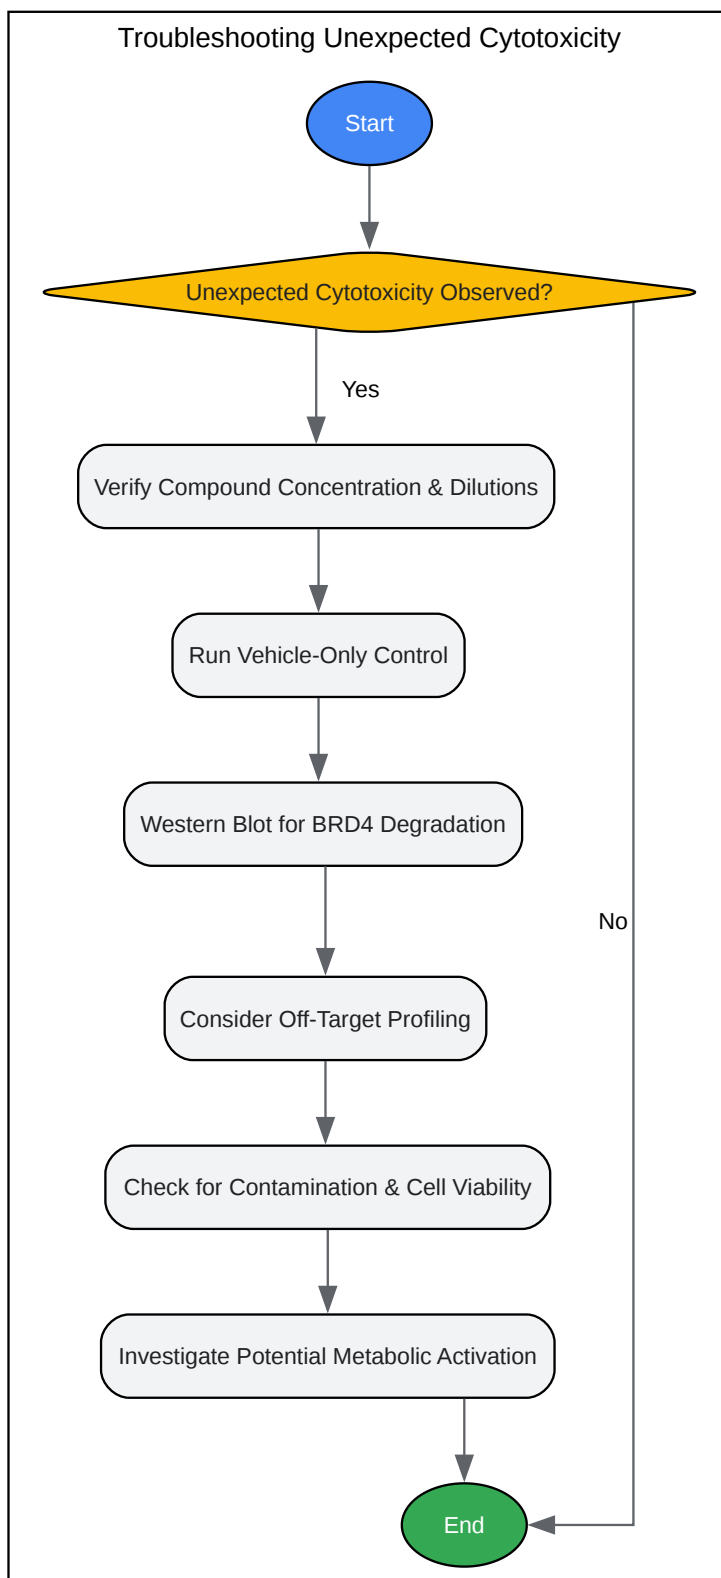 Troubleshooting Unexpected Cytotoxicity
Start
Unexpected Cytotoxicity Observed?
Yes
Verify Compound Concentration & Dilutions
Run Vehicle-Only Control
Western Blot for BRD4 Degradation
No
Consider Off-Target Profiling
Check for Contamination & Cell Viability
Investigate Potential Metabolic Activation
End